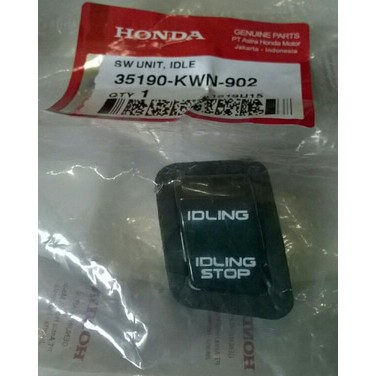 HONDA
GENUINE PARTS
PT Astra Honda Motor
Jakarta - Indonesia
SW UNIT, IDLE
35190-KWN-902
QTY 1
IDLING
IDLING
STOP
HONDA